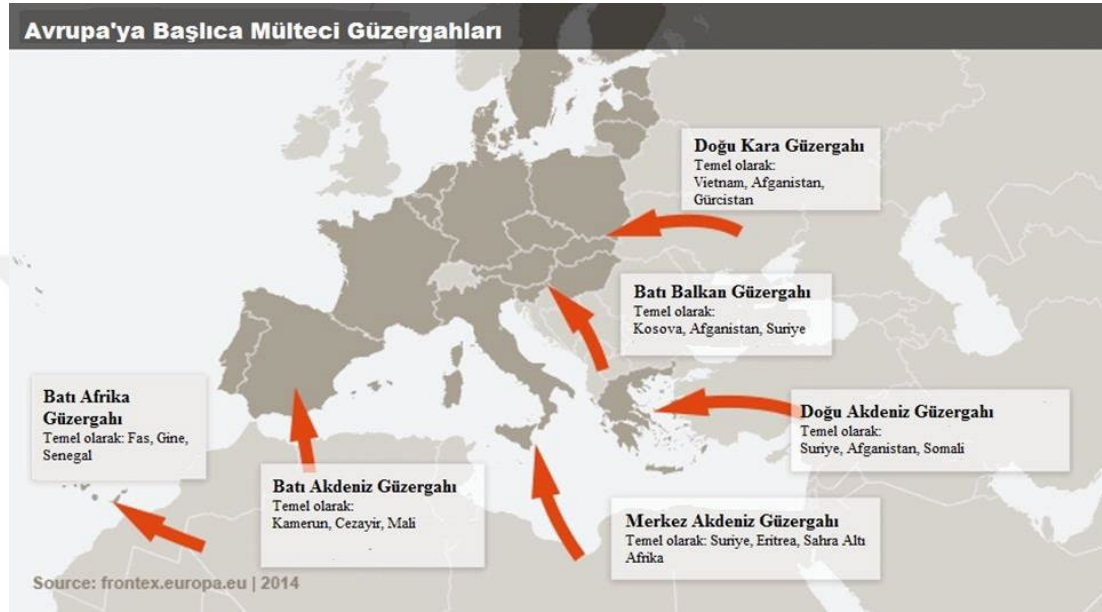 Avrupa'ya Başlıca Mülteci Güzergahları
Doğu Kara Güzergahı
Temel olarak:
Vietnam, Afganistan,
Gürcistan
Batı Balkan Güzergahı
Temel olarak:
Kosova, Afganistan, Suriye
Batı Afrika
Güzergahı
Temel olarak: Fas, Gine,
Senegal
Doğu Akdeniz Güzergahı
Temel olarak:
Suriye, Afganistan, Somali
Batı Akdeniz Güzergahı
Temel olarak:
Kamerun, Cezayir, Mali
Merkez Akdeniz Güzergahı
Temel olarak: Suriye, Eritrea, Sahra Altı
Afrika
Source: frontex.europa.eu | 2014